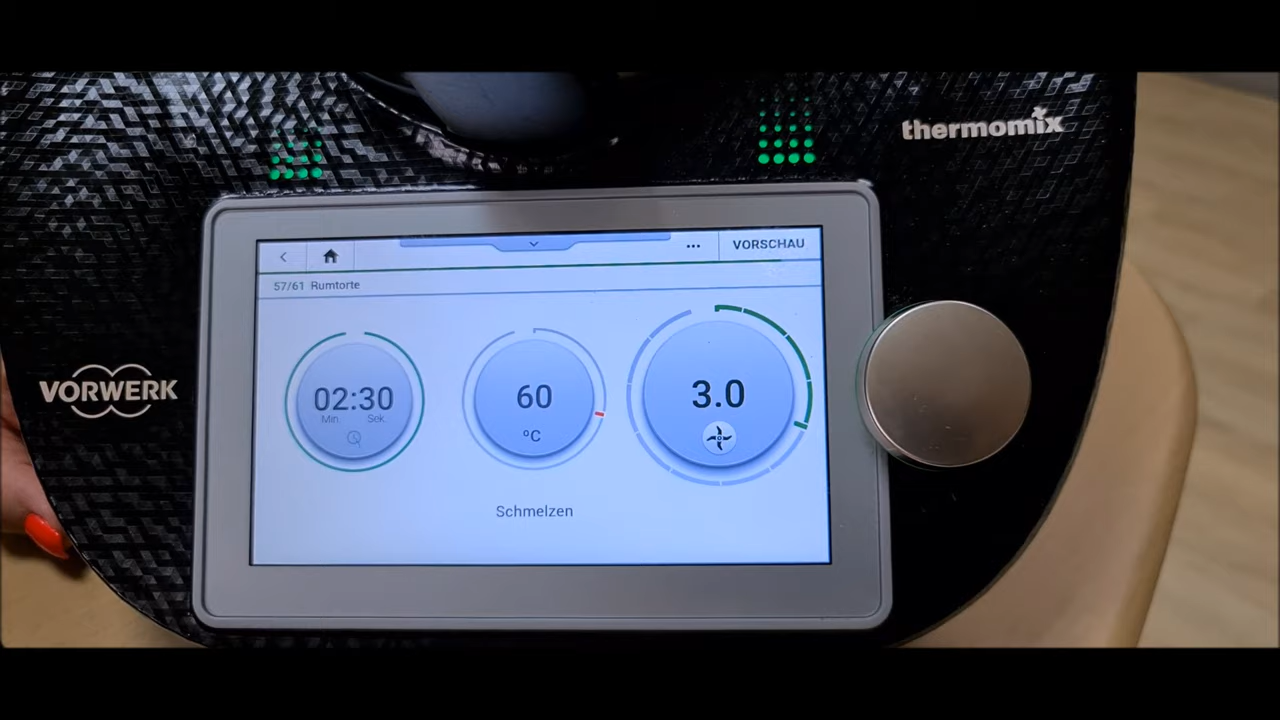 thermomix
VORSCHAU
57/61 Rumtorte
VORWERK
02:30
Min. Sek.
60
°C
3.0
Schmelzen